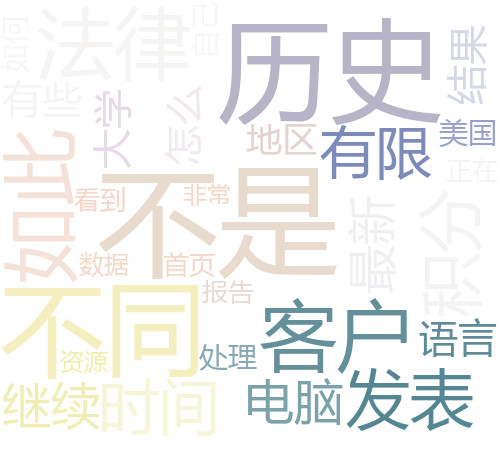 如何
法律
自己
历史
结果
有些
大学
怎么
地区
有限
美国
如此
不是
正在
看到
非常
最新
积分
数据
首页
报告
不同
客户
语言
资源
处理
继续
时间
电脑
发表